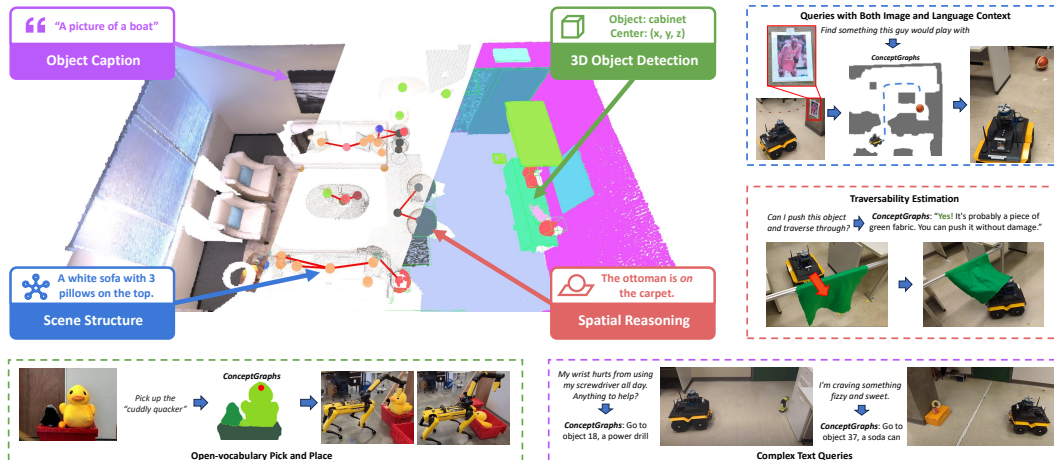 “A picture of a boat”
Object Caption
Object: cabinet
Center: (x, y, z)
3D Object Detection
A white sofa with 3
pillows on the top.
Scene Structure
The ottoman is on
the carpet.
Spatial Reasoning
Queries with Both Image and Language Context
Find something this guy would play with
ConceptGraphs
Traversability Estimation
Can I push this object
and traverse through?
ConceptGraphs: “Yes! It’s probably a piece of
green fabric. You can push it without damage.”
Pick up the
“cuddly quacker”
ConceptGraphs
Open-vocabulary Pick and Place
My wrist hurts from using
my screwdriver all day.
Anything to help?
ConceptGraphs: Go to
object 18, a power drill
I'm craving something
fizzy and sweet.
ConceptGraphs: Go to
object 37, a soda can
Complex Text Queries